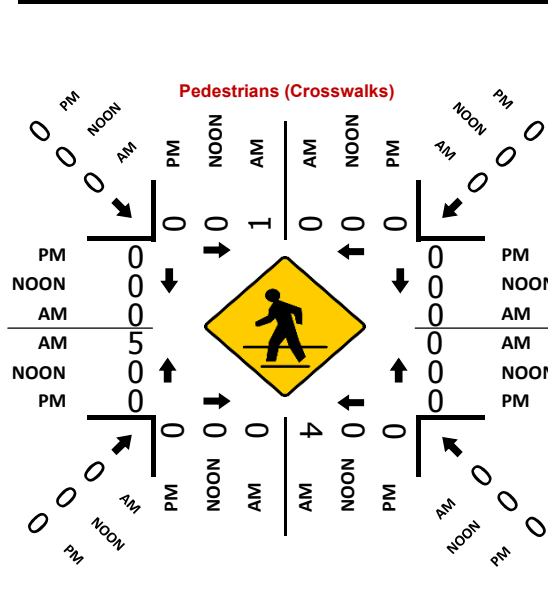 Pedestrians (Crosswalks)
PM NOON AM
0 0 0
PM NOON AM AM NOON PM
0 0 1 0 0 0
PM NOON AM
0 0 0
PM 0
NOON 0
AM 0
AM 5
NOON 0
PM 0
0 PM
0 NOON
0 AM
0 AM
0 NOON
0 PM
0 0 0 4 0 0
PM NOON AM AM NOON PM
0 0 0
AM NOON PM
0 0 0
AM NOON PM